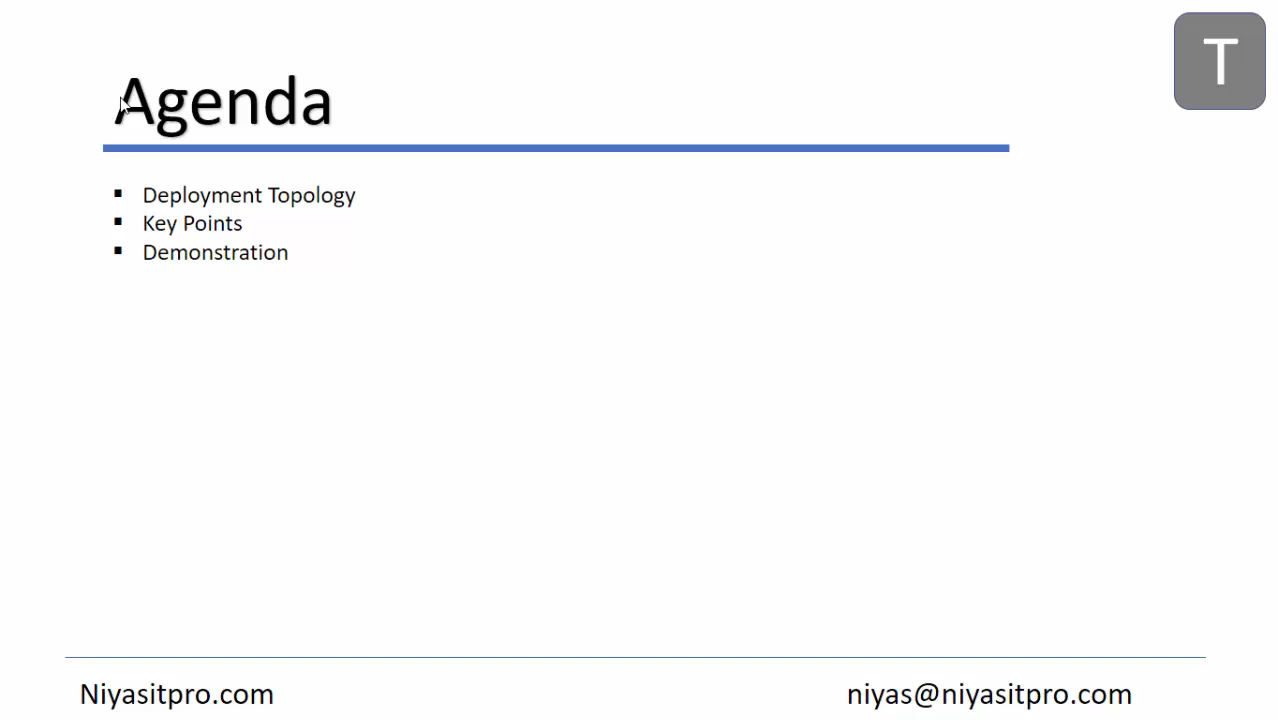 T
Agenda
Deployment Topology
Key Points
Demonstration
Niyasitpro.com
niyas@niyasitpro.com